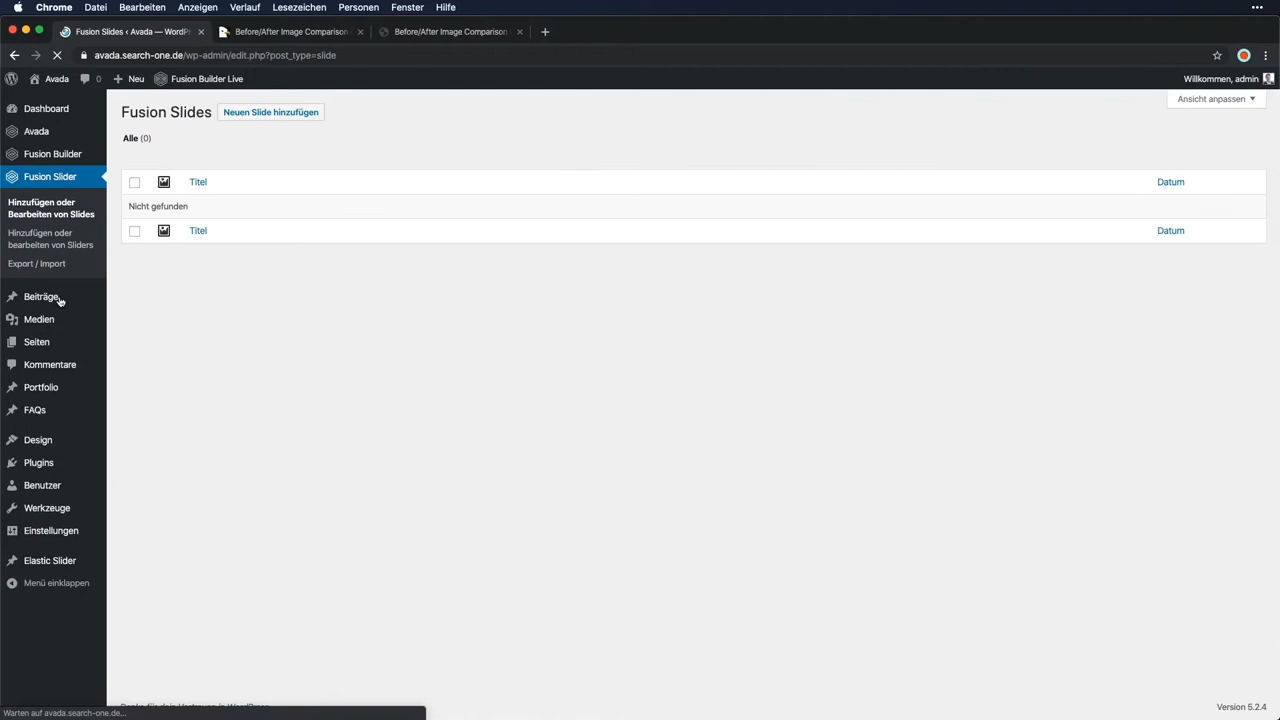 Chrome Datei Bearbeiten Anzeigen Verlauf Lesezeichen Personen Fenster Hilfe
Fusion Slides ‹ Avada — WordPr
Before/After Image Comparison
Before/After Image Comparison
avada.search-one.de/wp-admin/edit.php?post_type=slide
Avada 0 Neu Fusion Builder Live
Willkommen, admin
Dashboard
Avada
Fusion Builder
Fusion Slider
Hinzufügen oder
Bearbeiten von Slides
Hinzufügen oder
bearbeiten von Sliders
Export / Import
Beiträge
Medien
Seiten
Kommentare
Portfolio
FAQs
Design
Plugins
Benutzer
Werkzeuge
Einstellungen
Elastic Slider
Menü einklappen
Ansicht anpassen
Fusion Slides Neuen Slide hinzufügen
Alle (0)
Titel Datum
Nicht gefunden
Titel Datum
Warten auf avada.search-one.de...
Version 5.2.4